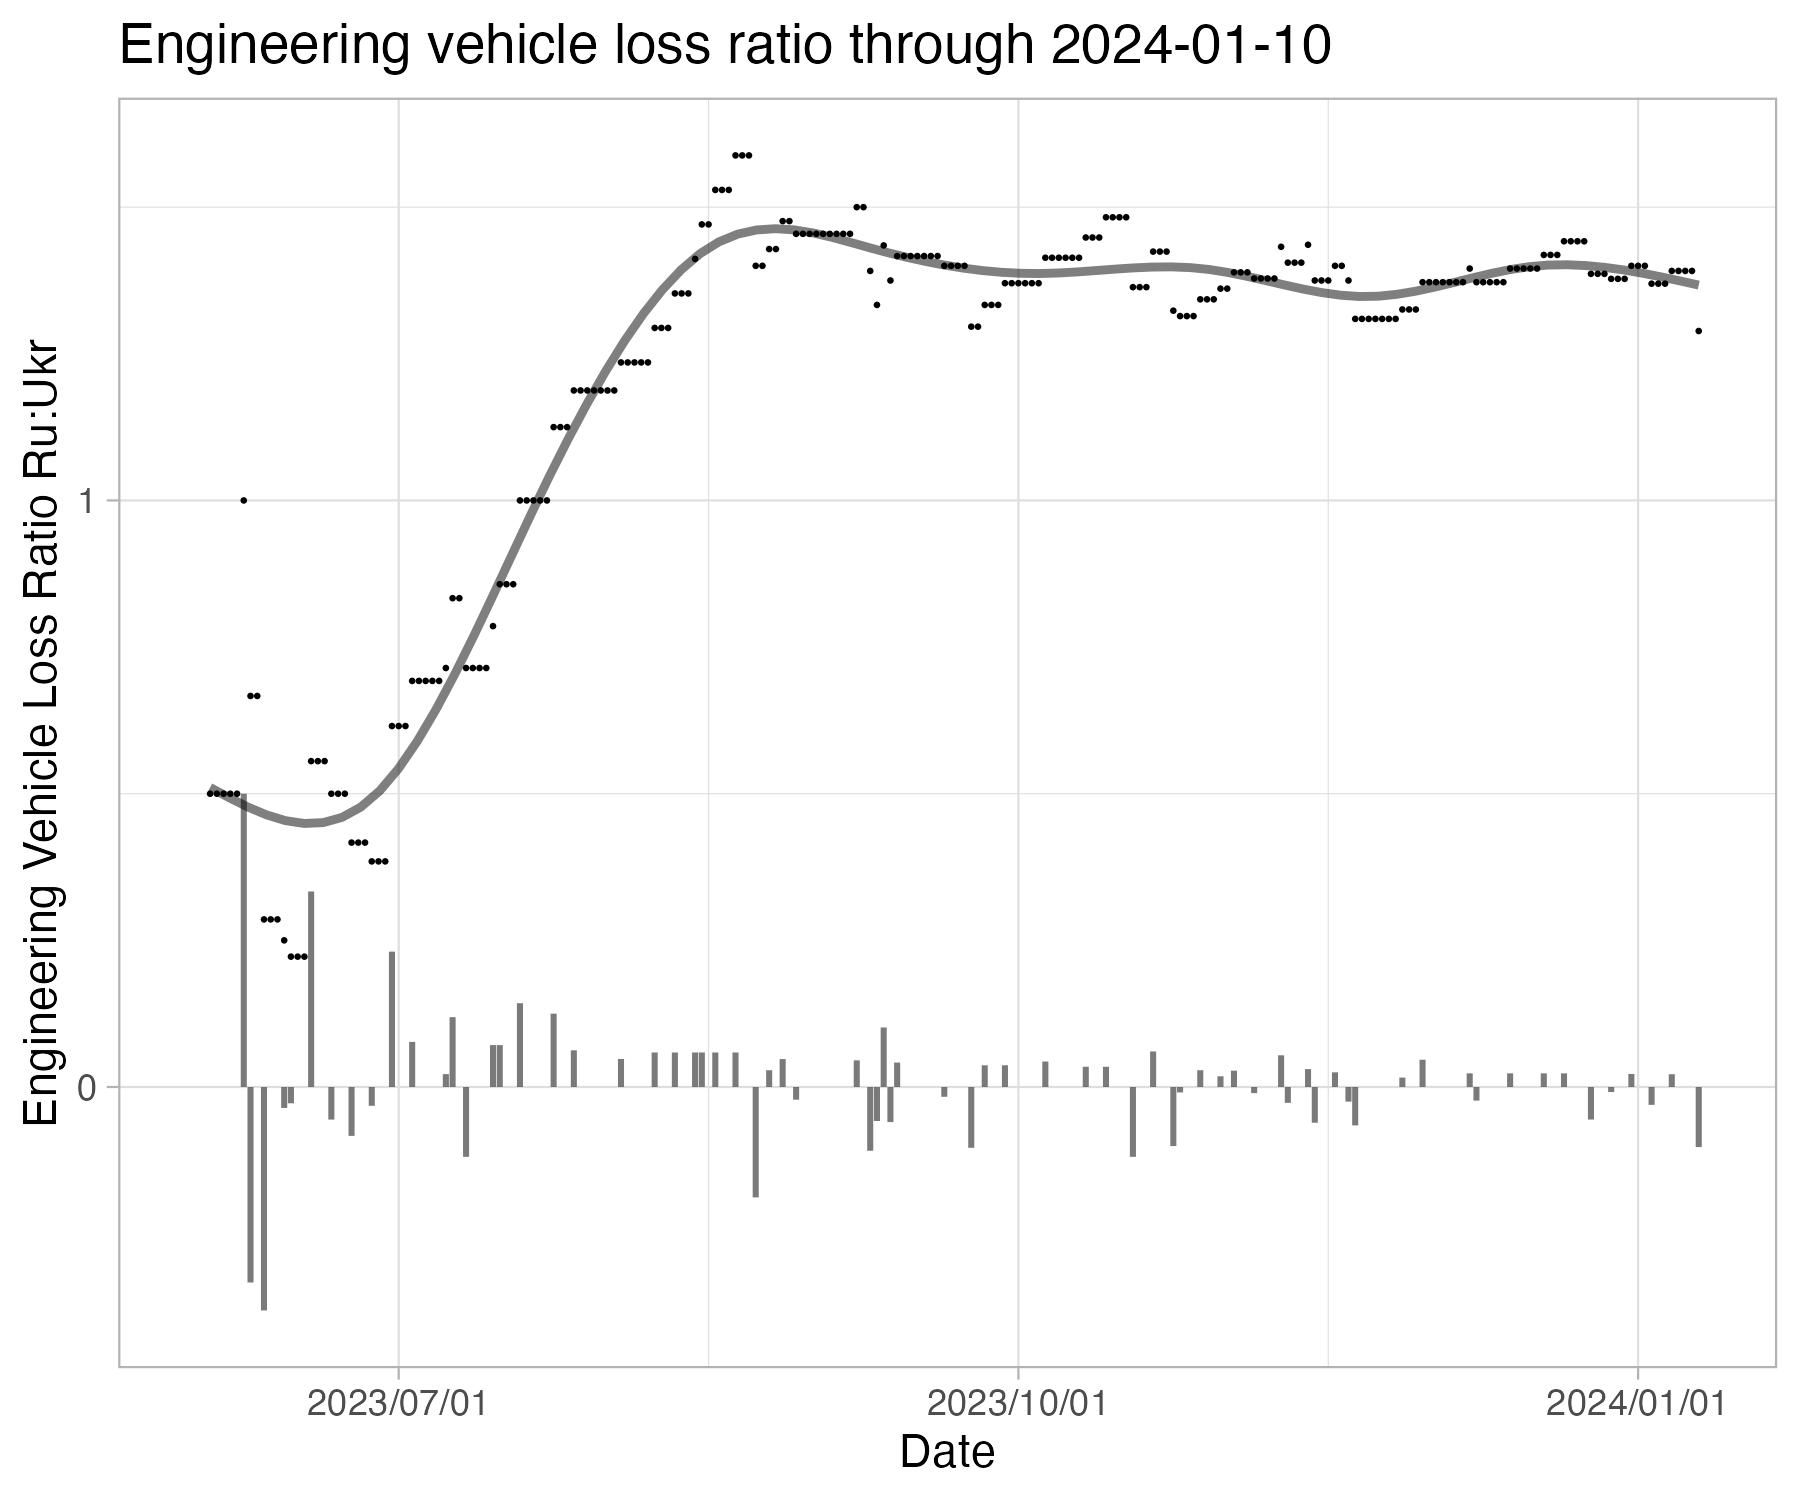 Engineering vehicle loss ratio through 2024-01-10
Engineering Vehicle Loss Ratio Ru:Ukr
1
0
2023/07/01
2023/10/01
2024/01/01
Date